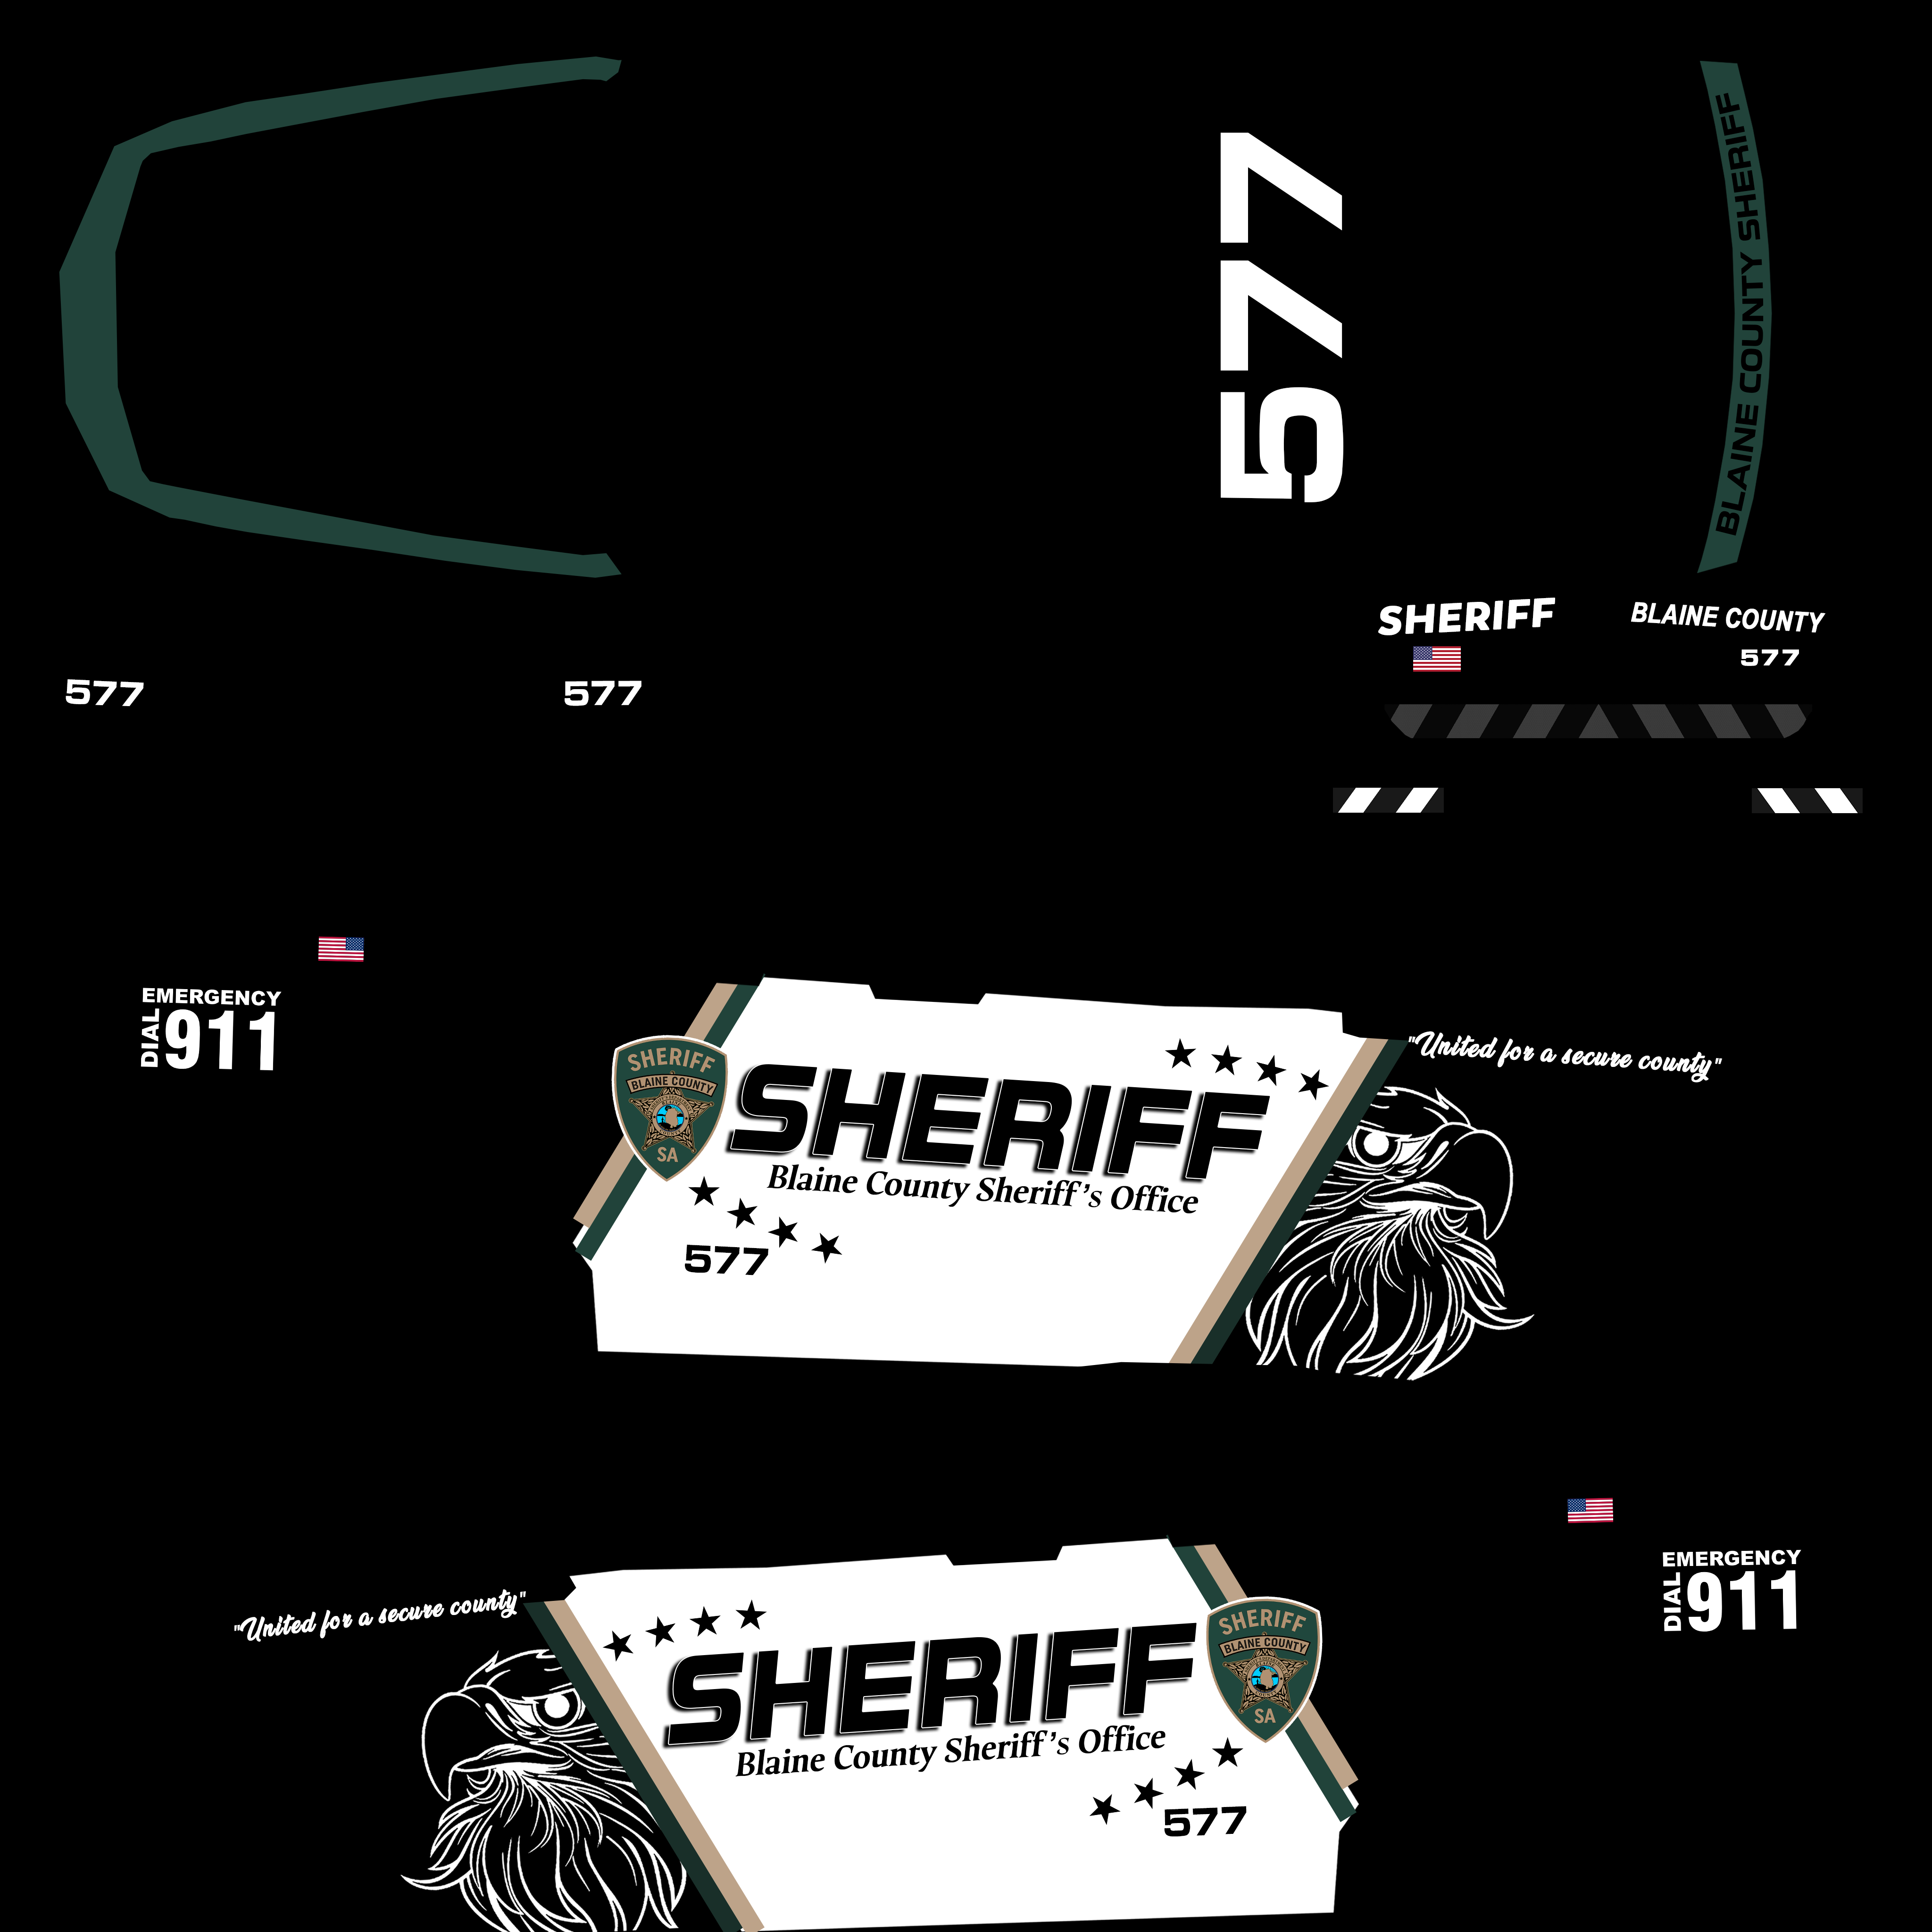 577
BLAINE COUNTY SHERIFF
SHERIFF
BLAINE COUNTY
577
577
577
EMERGENCY
DIAL
911
SHERIFF
BLAINE COUNTY
SA
SHERIFF
Blaine County Sheriff's Office
577
"United for a secure county"
"United for a secure county"
SHERIFF
Blaine County Sheriff's Office
577
SHERIFF
BLAINE COUNTY
SA
EMERGENCY
DIAL
911